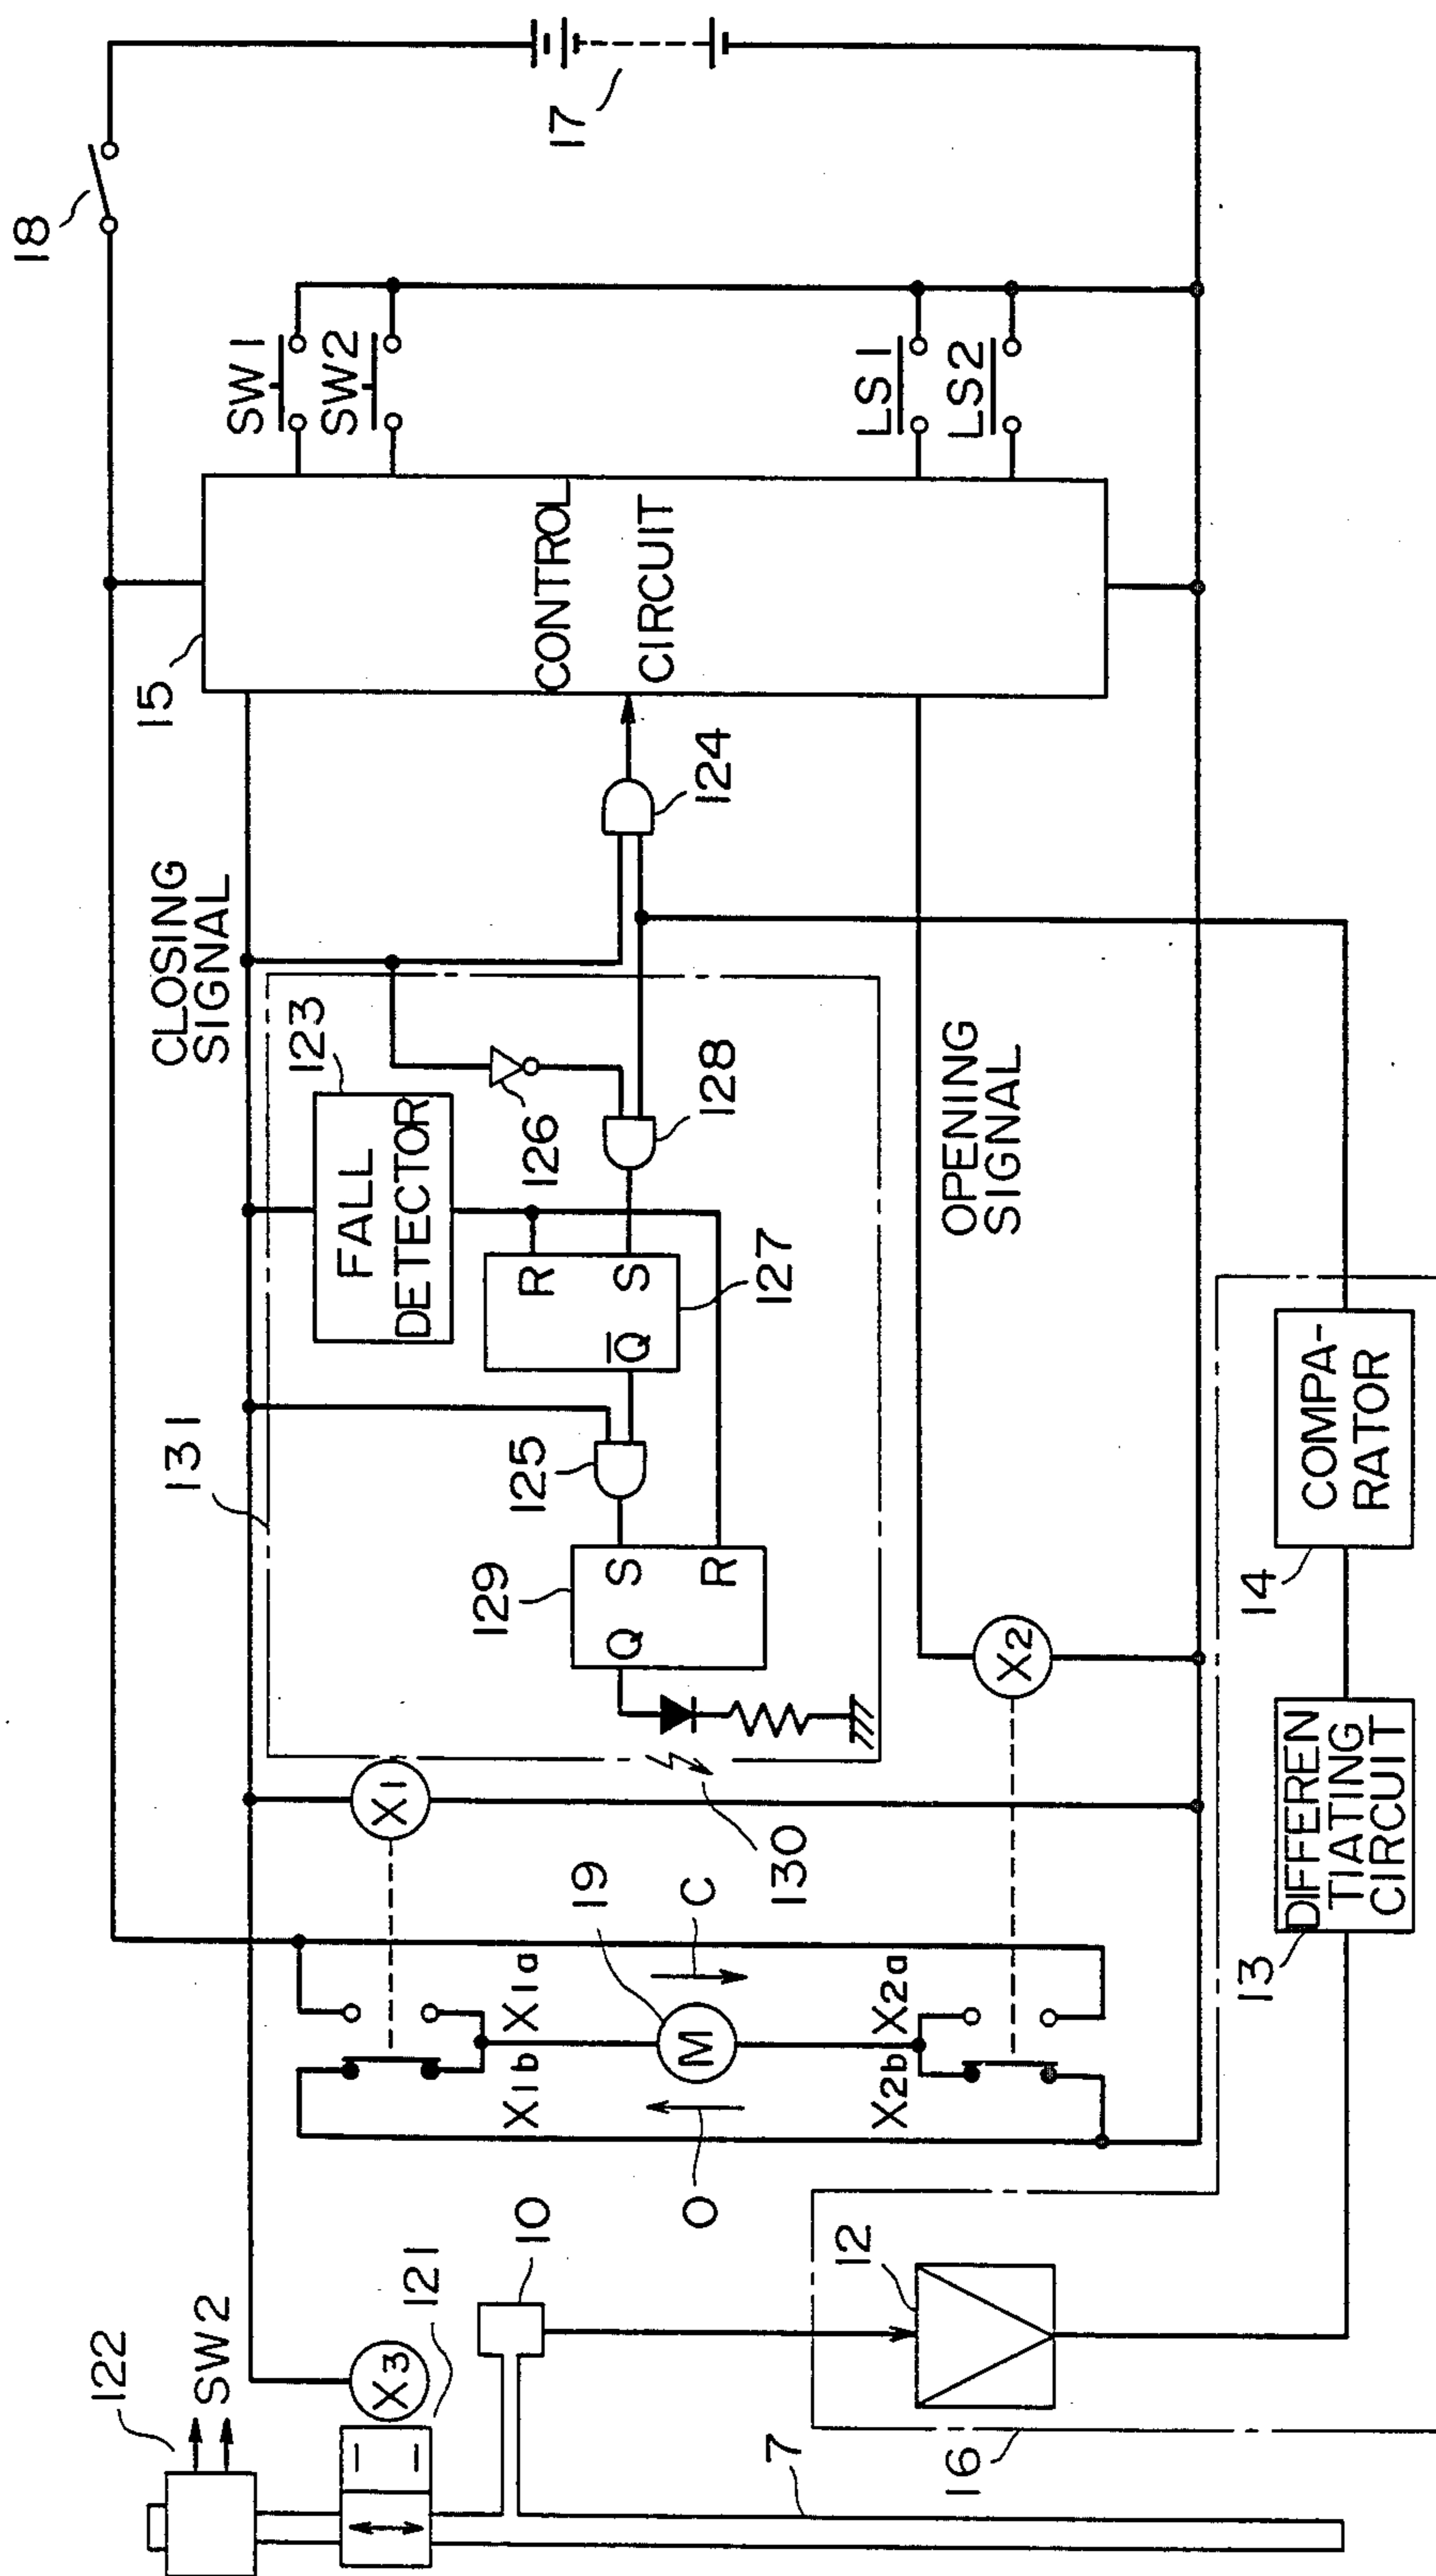 18
17
SW1
SW2
LS1
LS2
15
CONTROL
CIRCUIT
CLOSING
SIGNAL
124
123
FALL
DETECTOR
126
128
R
S
Q̅
127
131
125
129
S
R
Q
130
OPENING
SIGNAL
X2
X1
19
C
M
O
X1a
X1b
X2a
X2b
COMPA-
RATOR
14
DIFFEREN
TIATING
CIRCUIT
13
122
SW2
X3
121
10
12
16
7